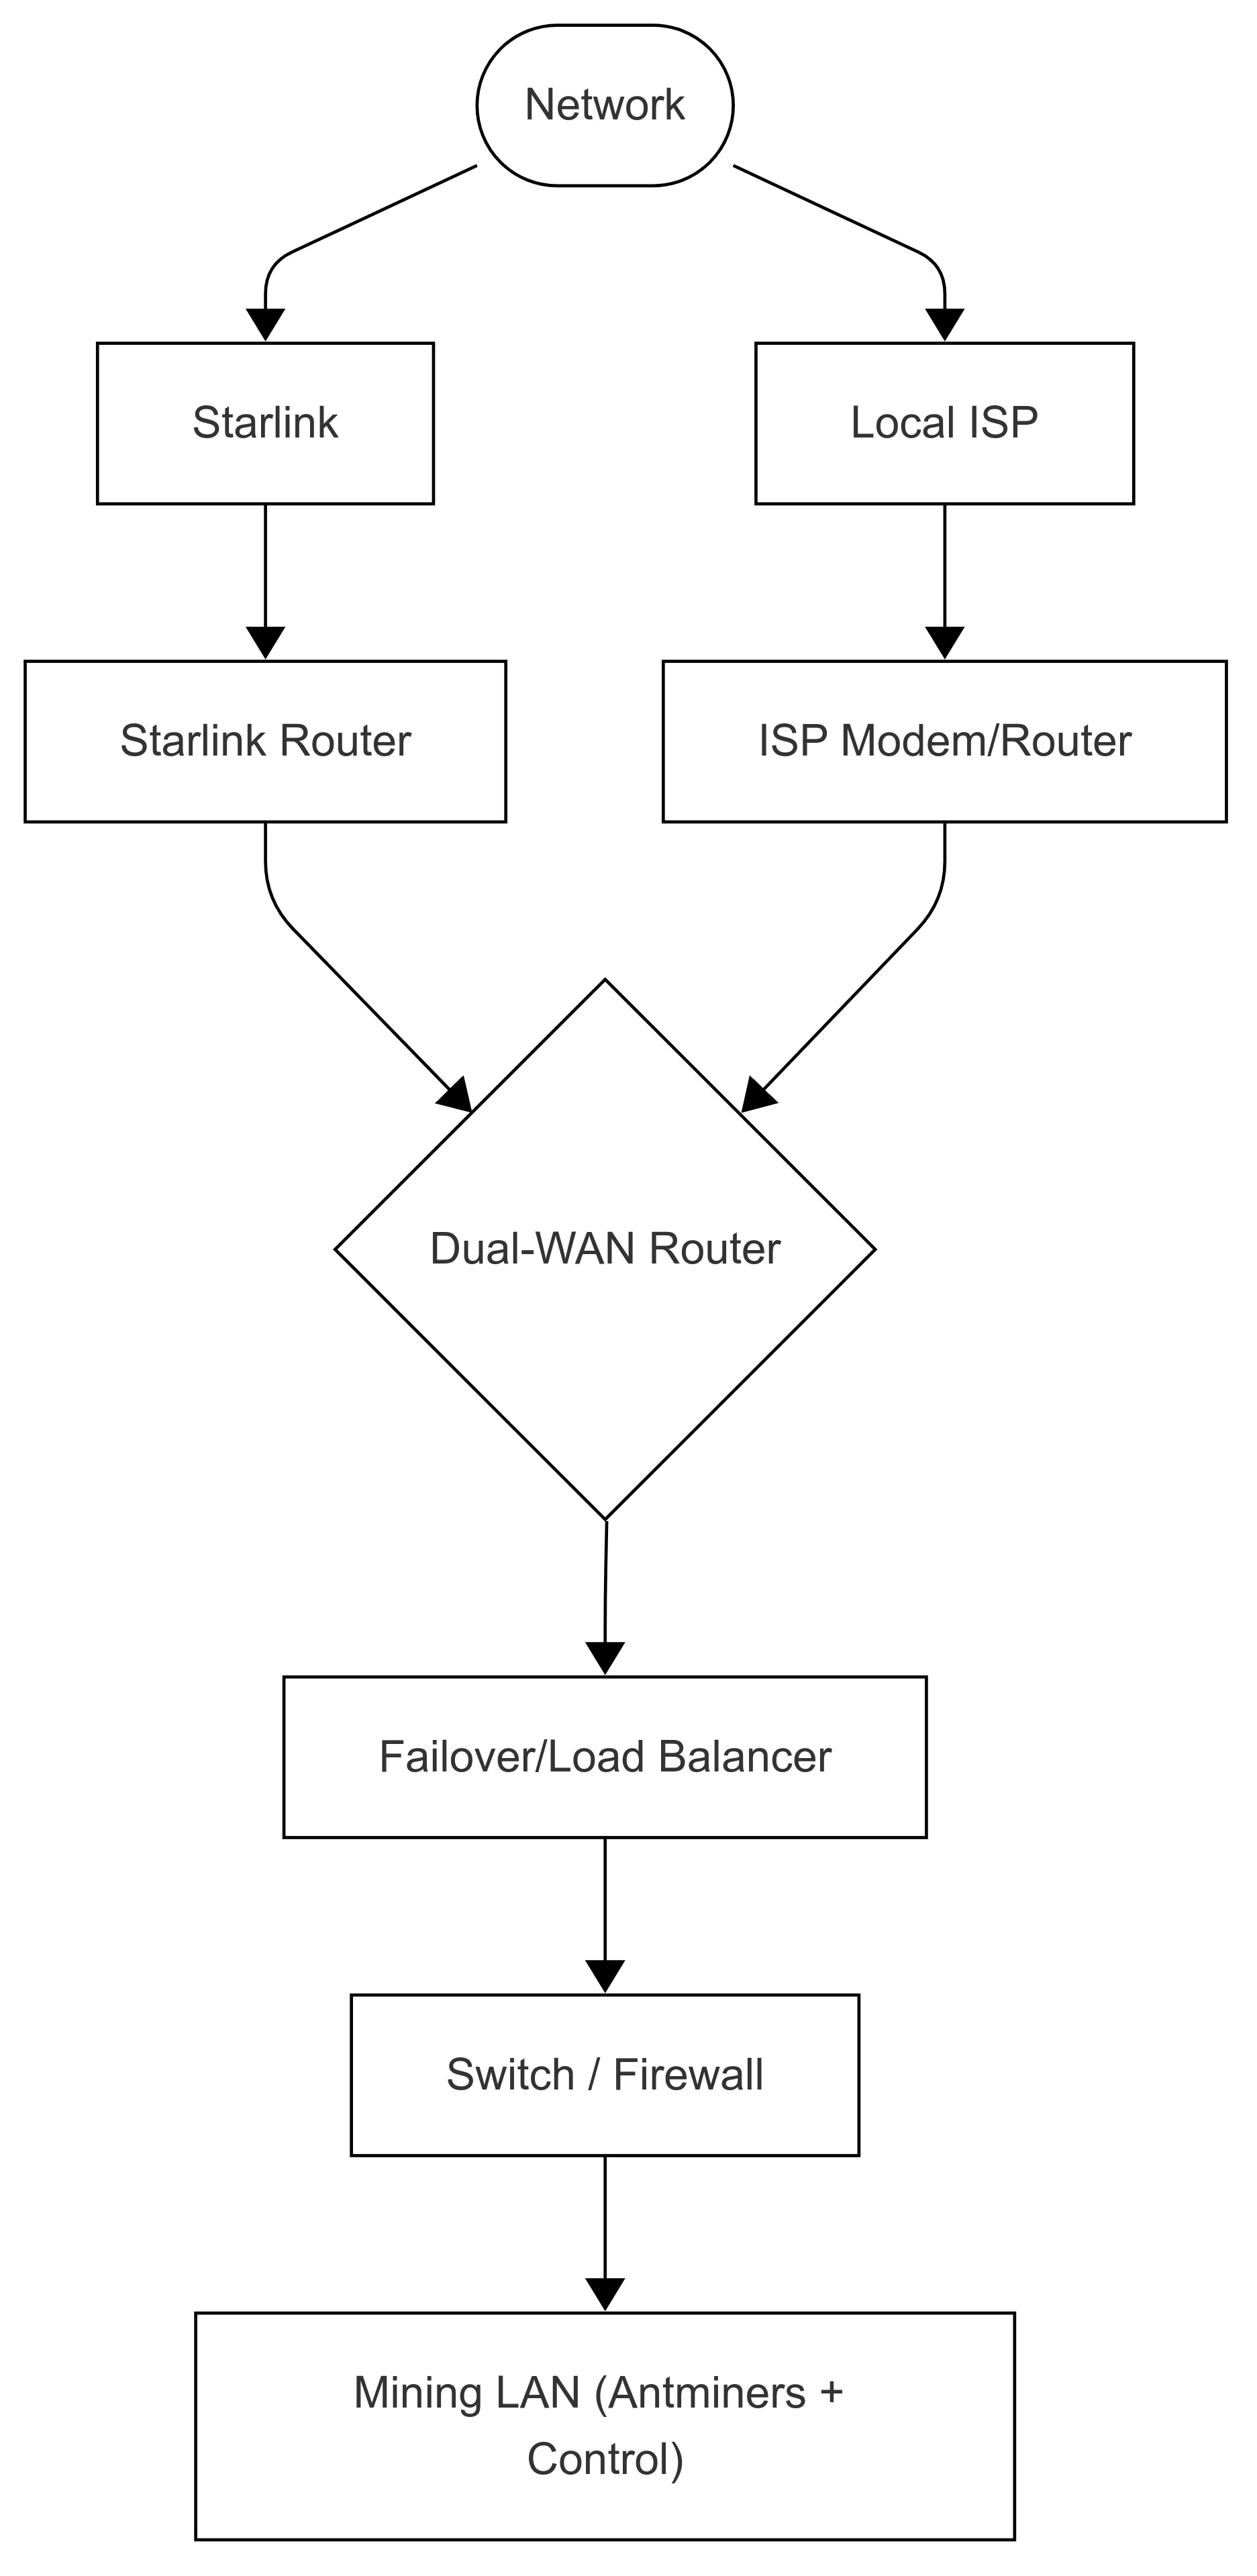 Network
Starlink
Local ISP
Starlink Router
ISP Modem/Router
Dual-WAN Router
Failover/Load Balancer
Switch / Firewall
Mining LAN (Antminers +
Control)